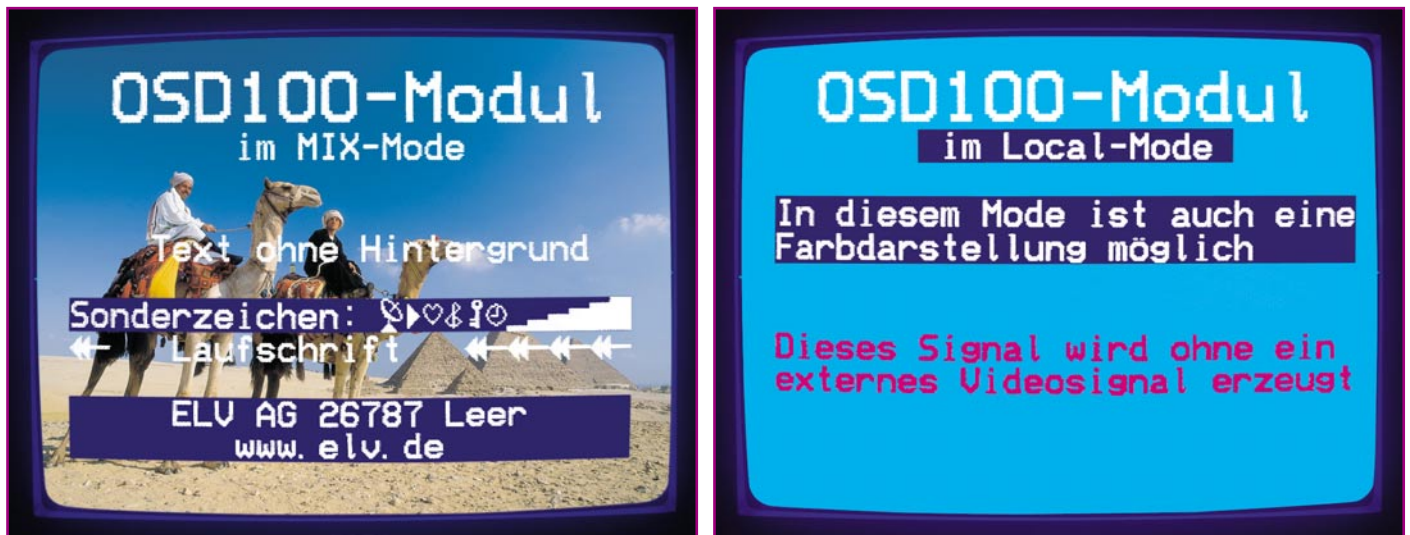 OSD100-Modul
im MIX-Mode
Text ohne Hintergrund
Sonderzeichen:
Laufschrift
ELV AG 26787 Leer
www.elv.de
OSD100-Modul
im Local-Mode
In diesem Mode ist auch eine
Farbdarstellung möglich
Dieses Signal wird ohne ein
externes Videosignal erzeugt